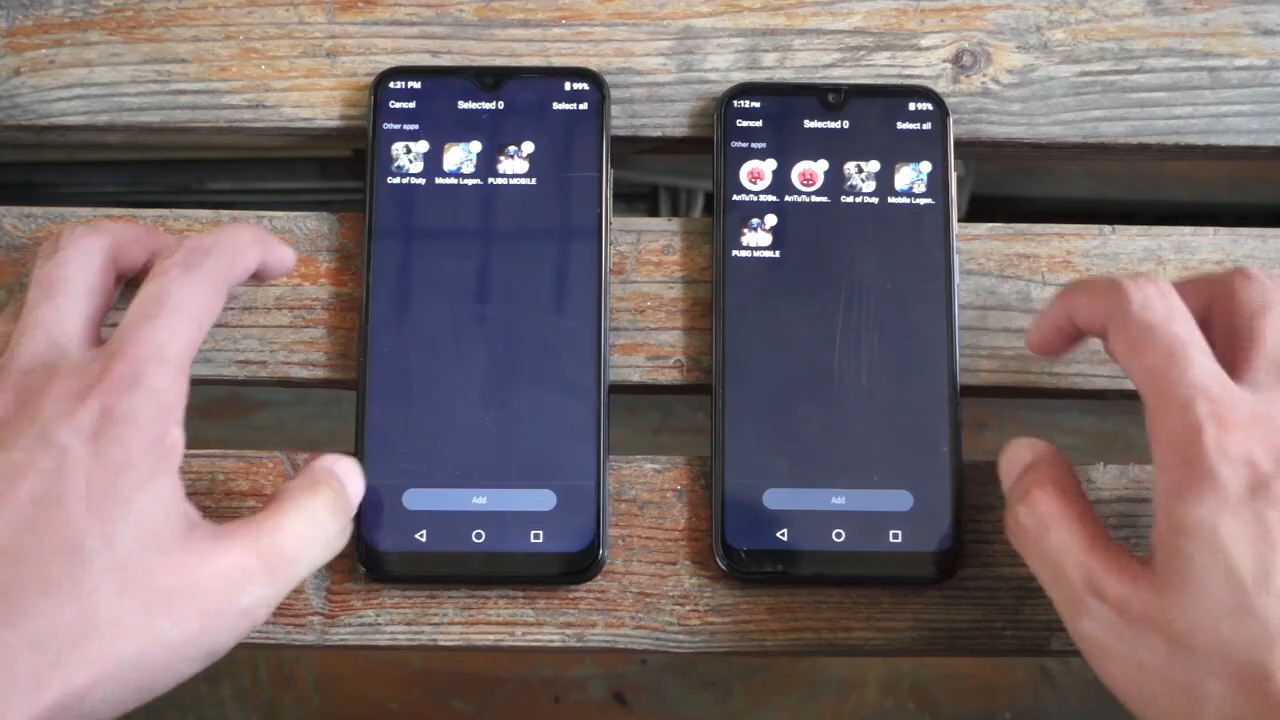 4:31 PM 99%
Cancel Selected 0 Select all
Other apps
Call of Duty Mobile Legen.. PUBG MOBILE
Add
1:12 PM 95%
Cancel Selected 0 Select all
Other apps
AnTuTu 3DBe.. AnTuTu Benc.. Call of Duty Mobile Legen..
PUBG MOBILE
Add